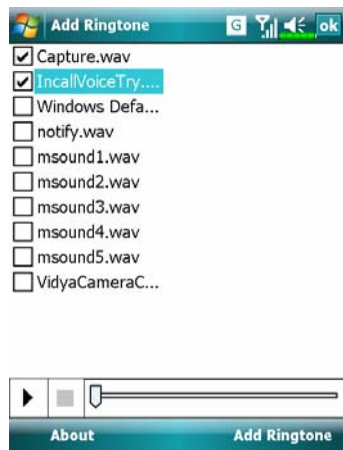 Add Ringtone G ok
Capture.wav
IncallVoiceTry....
Windows Defa...
notify.wav
msound1.wav
msound2.wav
msound3.wav
msound4.wav
msound5.wav
VidyaCameraC...
About Add Ringtone